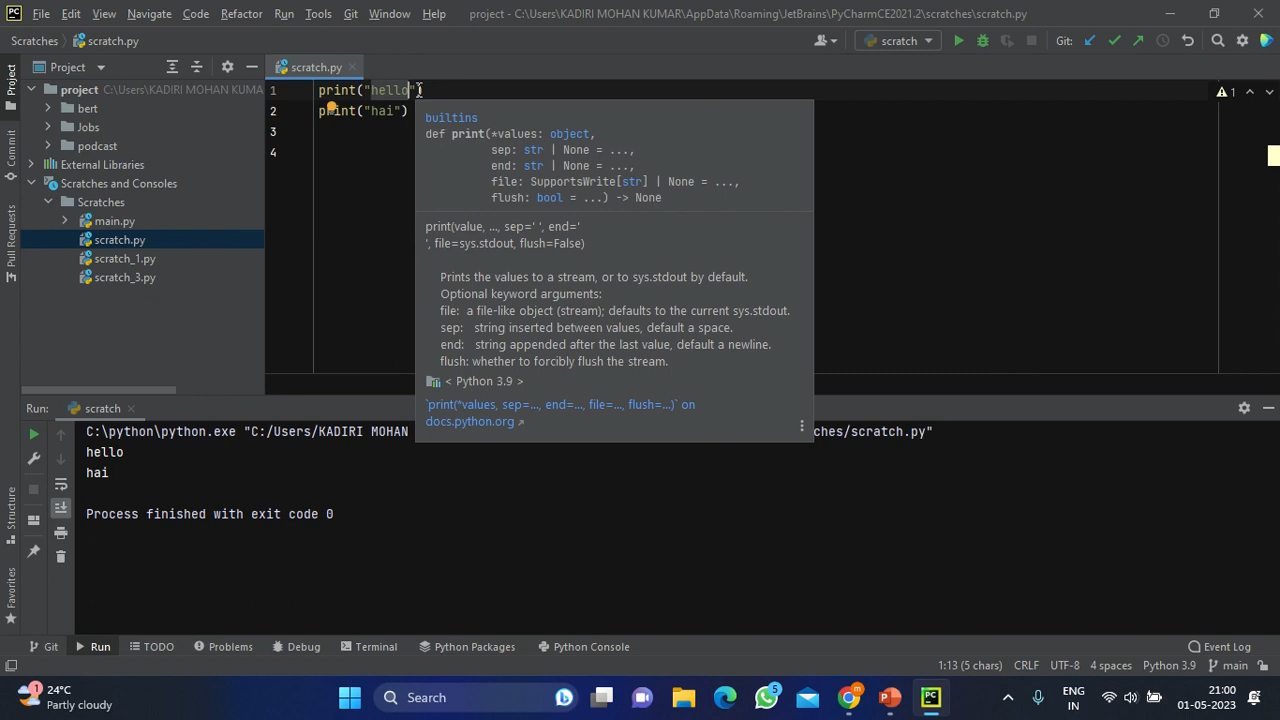 File Edit View Navigate Code Refactor Run Tools Git Window Help project - C:\Users\KADIRI MOHAN KUMAR\AppData\Roaming\JetBrains\PyCharmCE2021.2\scratches\scratch.py
Scratches scratch.py scratch Git:
Project
Commit
Pull Requests
Structure
Favorites
Project
project C:\Users\KADIRI MOHAN KUMA
bert
Jobs
podcast
External Libraries
Scratches and Consoles
Scratches
main.py
scratch.py
scratch_1.py
scratch_3.py
scratch.py
1 print("hello")
2 print("hai")
3
4
1
builtins
def print(*values: object,
sep: str | None = ...,
end: str | None = ...,
file: SupportsWrite[str] | None = ...,
flush: bool = ...) -> None
print(value, ..., sep=' ', end='
', file=sys.stdout, flush=False)
Prints the values to a stream, or to sys.stdout by default.
Optional keyword arguments:
file: a file-like object (stream); defaults to the current sys.stdout.
sep: string inserted between values, default a space.
end: string appended after the last value, default a newline.
flush: whether to forcibly flush the stream.
< Python 3.9 >
`print(*values, sep=..., end=..., file=..., flush=...)` on
docs.python.org
Run: scratch
C:\python\python.exe "C:/Users/KADIRI MOHAN ches/scratch.py"
hello
hai
Process finished with exit code 0
Git Run TODO Problems Debug Terminal Python Packages Python Console Event Log
1:13 (5 chars) CRLF UTF-8 4 spaces Python 3.9 main
1 24°C
Partly cloudy
Search
5
m
ENG
IN
21:00
01-05-2023